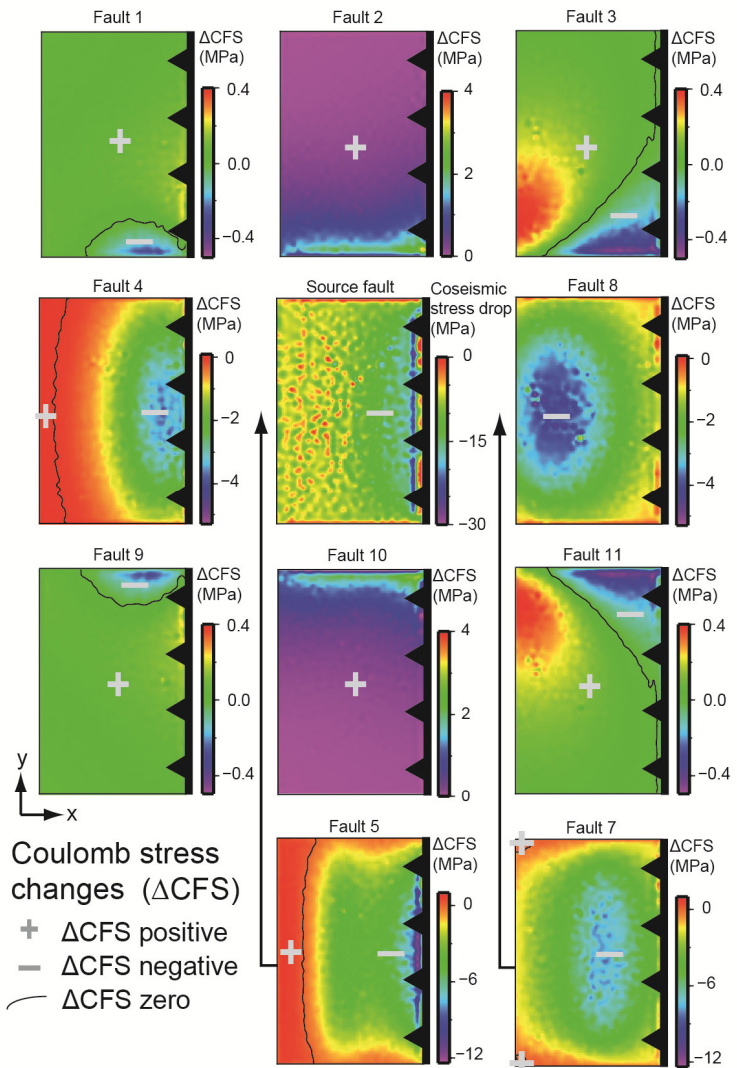 Fault 1
ΔCFS
(MPa)
0.4
0.0
−0.4
Fault 2
ΔCFS
(MPa)
4
2
0
Fault 3
ΔCFS
(MPa)
0.4
0.0
−0.4
Fault 4
ΔCFS
(MPa)
0
−2
−4
Source fault
Coseismic
stress drop
(MPa)
0
−15
−30
Fault 8
ΔCFS
(MPa)
0
−2
−4
Fault 9
ΔCFS
(MPa)
0.4
0.0
−0.4
Fault 10
ΔCFS
(MPa)
4
2
0
Fault 11
ΔCFS
(MPa)
0.4
0.0
−0.4
y
x
Fault 5
ΔCFS
(MPa)
0
−6
−12
Fault 7
ΔCFS
(MPa)
0
−6
−12
Coulomb stress
changes (ΔCFS)
+ ΔCFS positive
− ΔCFS negative
ΔCFS zero